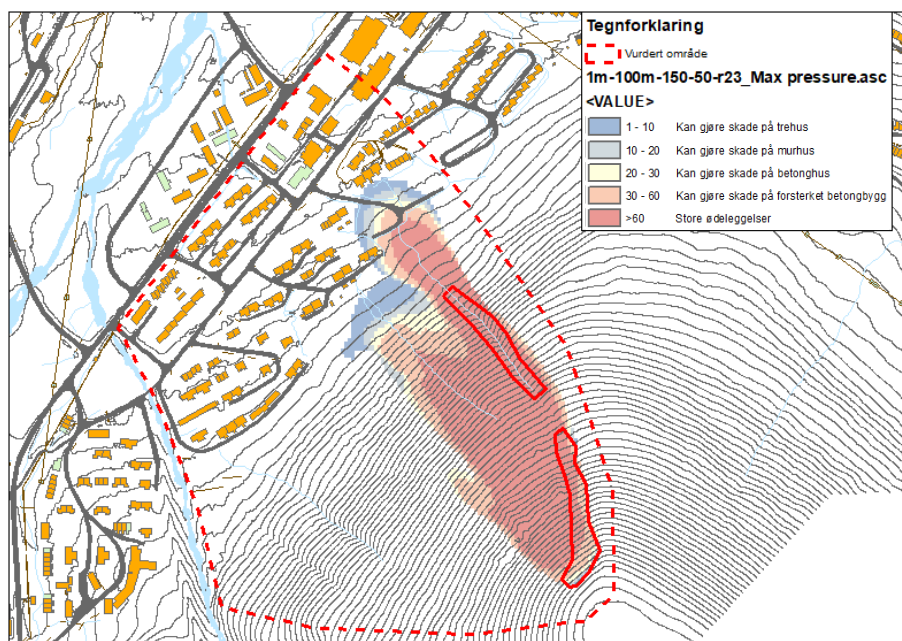 Tegnforklaring
Vurdert område
1m-100m-150-50-r23_Max pressure.asc
<VALUE>
1 - 10 Kan gjøre skade på trehus
10 - 20 Kan gjøre skade på murhus
20 - 30 Kan gjøre skade på betonghus
30 - 60 Kan gjøre skade på forsterket betongbygg
>60 Store ødeleggelser